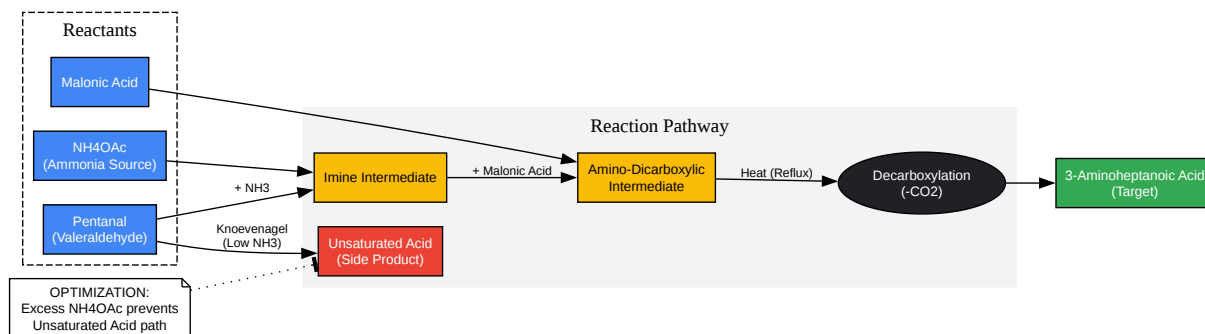 Reactants
Malonic Acid
NH4OAc
(Ammonia Source)
Pentanal
(Valeraldehyde)
OPTIMIZATION:
Excess NH4OAc prevents
Unsaturated Acid path
+ NH3
Knoevenagel
(Low NH3)
Reaction Pathway
Imine Intermediate
Unsaturated Acid
(Side Product)
+ Malonic Acid
Amino-Dicarboxylic
Intermediate
Heat (Reflux)
Decarboxylation
(-CO2)
3-Aminoheptanoic Acid
(Target)